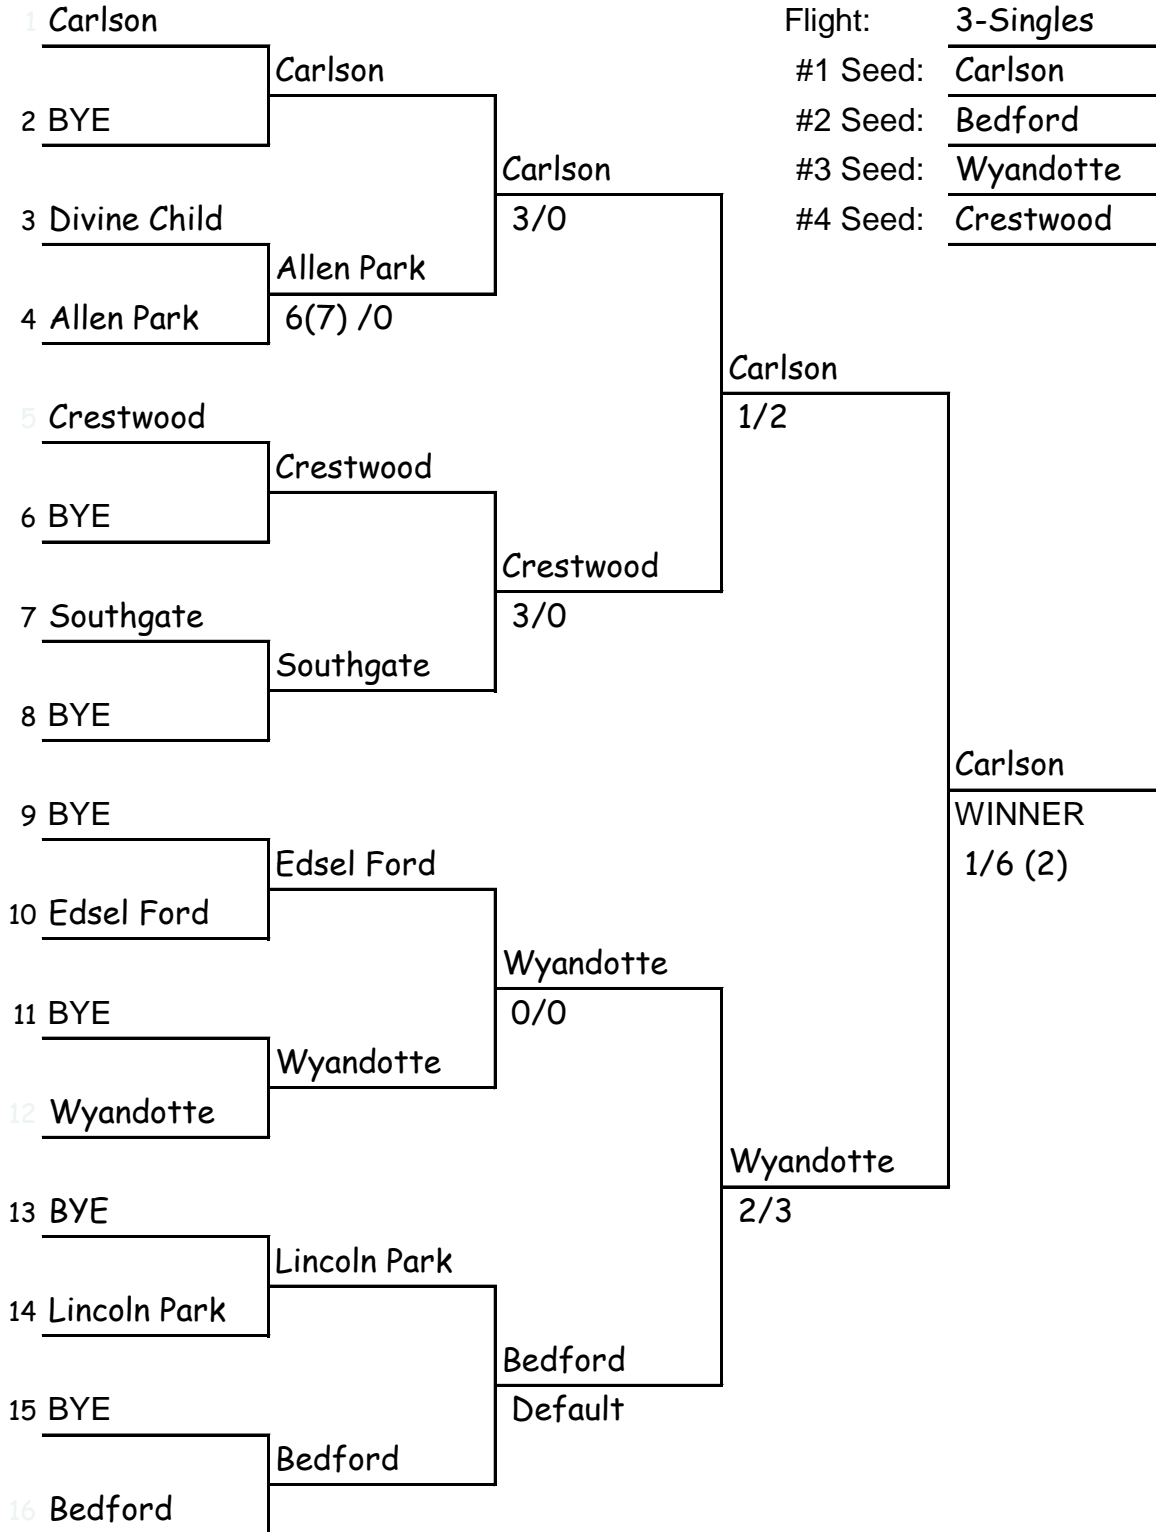 1 Carlson
Flight: 3-Singles
Carlson
#1 Seed: Carlson
2 BYE
#2 Seed: Bedford
Carlson
#3 Seed: Wyandotte
3 Divine Child
3/0
#4 Seed: Crestwood
Allen Park
4 Allen Park
6(7) /0
Carlson
5 Crestwood
1/2
Crestwood
6 BYE
Crestwood
7 Southgate
3/0
Southgate
8 BYE
Carlson
9 BYE
WINNER
Edsel Ford
1/6 (2)
10 Edsel Ford
Wyandotte
11 BYE
0/0
Wyandotte
12 Wyandotte
Wyandotte
13 BYE
2/3
Lincoln Park
14 Lincoln Park
Bedford
15 BYE
Default
Bedford
16 Bedford